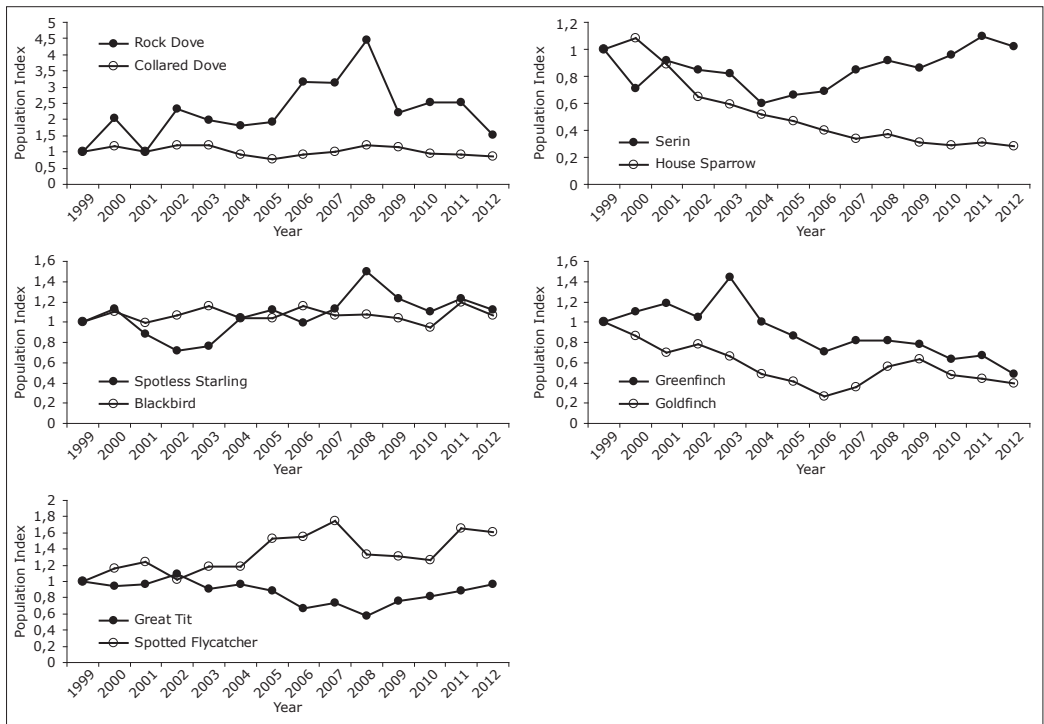 Population Index
5
4,5
4
3,5
3
2,5
2
1,5
1
0,5
0
Rock Dove
Collared Dove
1999 2000 2001 2002 2003 2004 2005 2006 2007 2008 2009 2010 2011 2012
Year
Population Index
1,2
1
0,8
0,6
0,4
0,2
0
Serin
House Sparrow
1999 2000 2001 2002 2003 2004 2005 2006 2007 2008 2009 2010 2011 2012
Year
Population Index
1,6
1,4
1,2
1
0,8
0,6
0,4
0,2
0
Spotless Starling
Blackbird
1999 2000 2001 2002 2003 2004 2005 2006 2007 2008 2009 2010 2011 2012
Year
Population Index
1,6
1,4
1,2
1
0,8
0,6
0,4
0,2
0
Greenfinch
Goldfinch
1999 2000 2001 2002 2003 2004 2005 2006 2007 2008 2009 2010 2011 2012
Year
Population Index
2
1,8
1,6
1,4
1,2
1
0,8
0,6
0,4
0,2
0
Great Tit
Spotted Flycatcher
1999 2000 2001 2002 2003 2004 2005 2006 2007 2008 2009 2010 2011 2012
Year